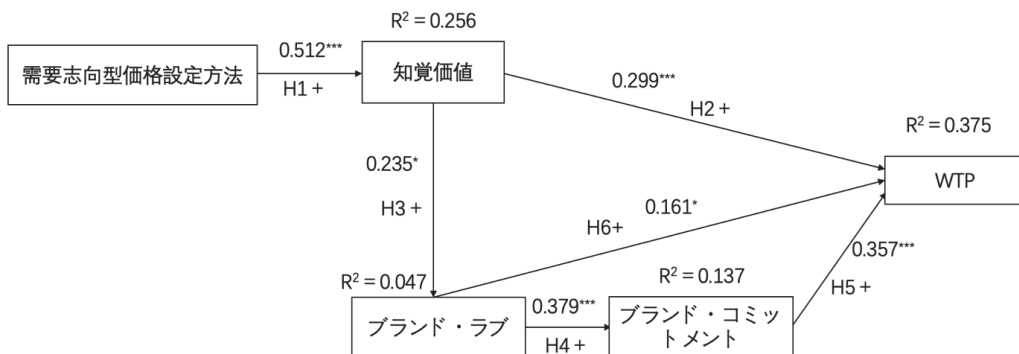 R² = 0.256
需要志向型価格設定方法
0.512***
H1 +
知覚価値
0.299***
H2 +
R² = 0.375
WTP
0.235*
H3 +
0.161*
H6+
R² = 0.047
ブランド・ラブ
0.379***
H4 +
R² = 0.137
ブランド・コミッ
トメント
0.357***
H5 +